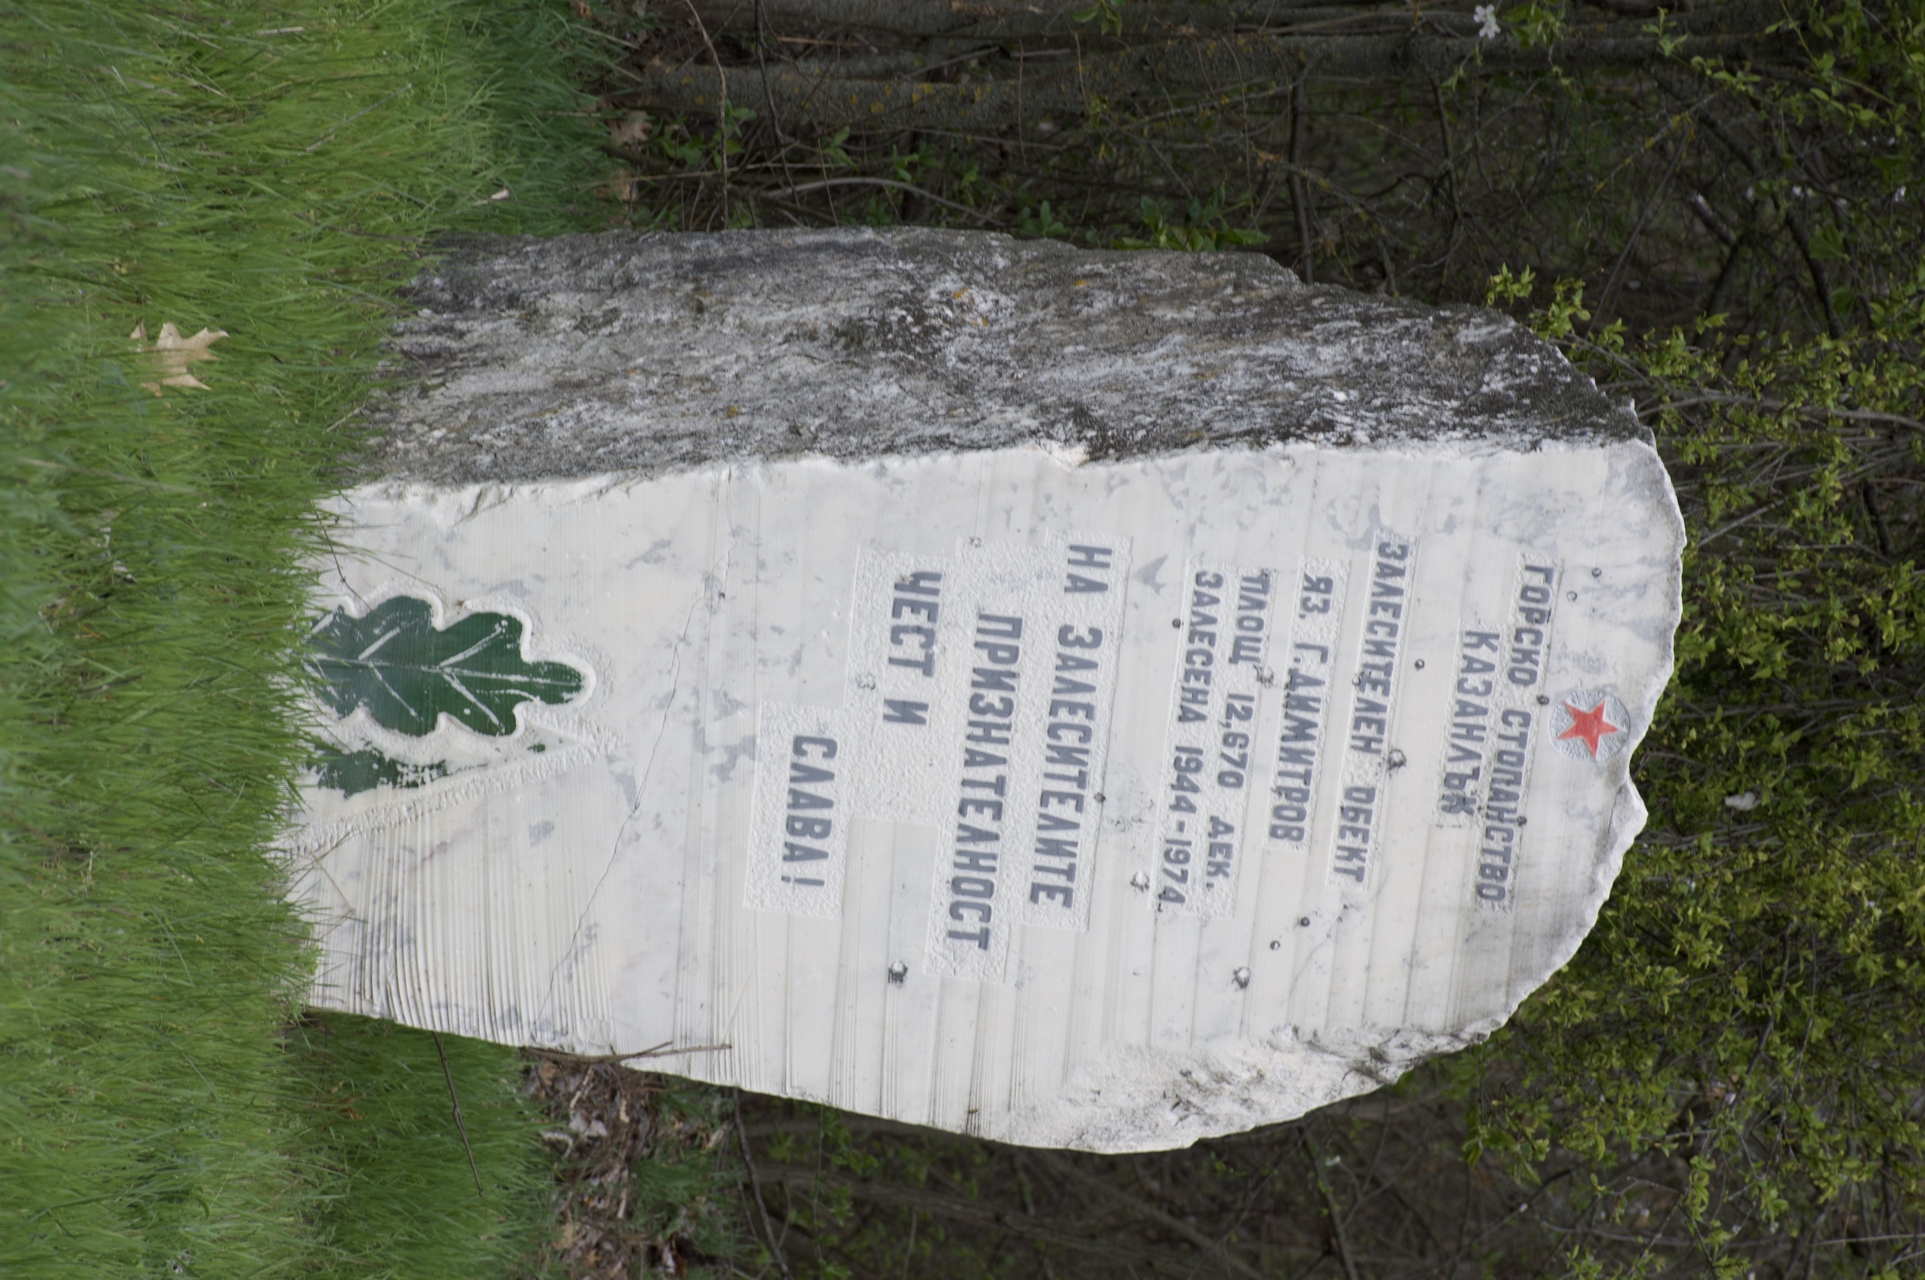 ГОРСКО СТОПАНСТВО
КАЗАНЛЪК
ЗАЛЕСИТЕЛЕН ОБЕКТ
ЯЗ. Г. ДИМИТРОВ
ПЛОЩ 12,670 ДЕК.
ЗАЛЕСЕНА 1944-1974
НА ЗАЛЕСИТЕЛИТЕ
ПРИЗНАТЕЛНОСТ
ЧЕСТ И
СЛАВА!